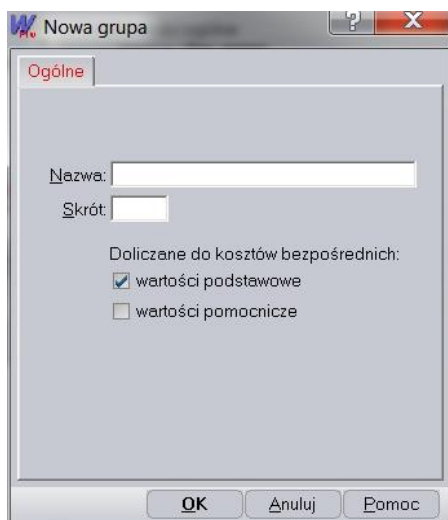 Nowa grupa
Ogólne
Nazwa:
Skrót:
Doliczane do kosztów bezpośrednich:
wartości podstawowe
wartości pomocnicze
OK Anuluj Pomoc